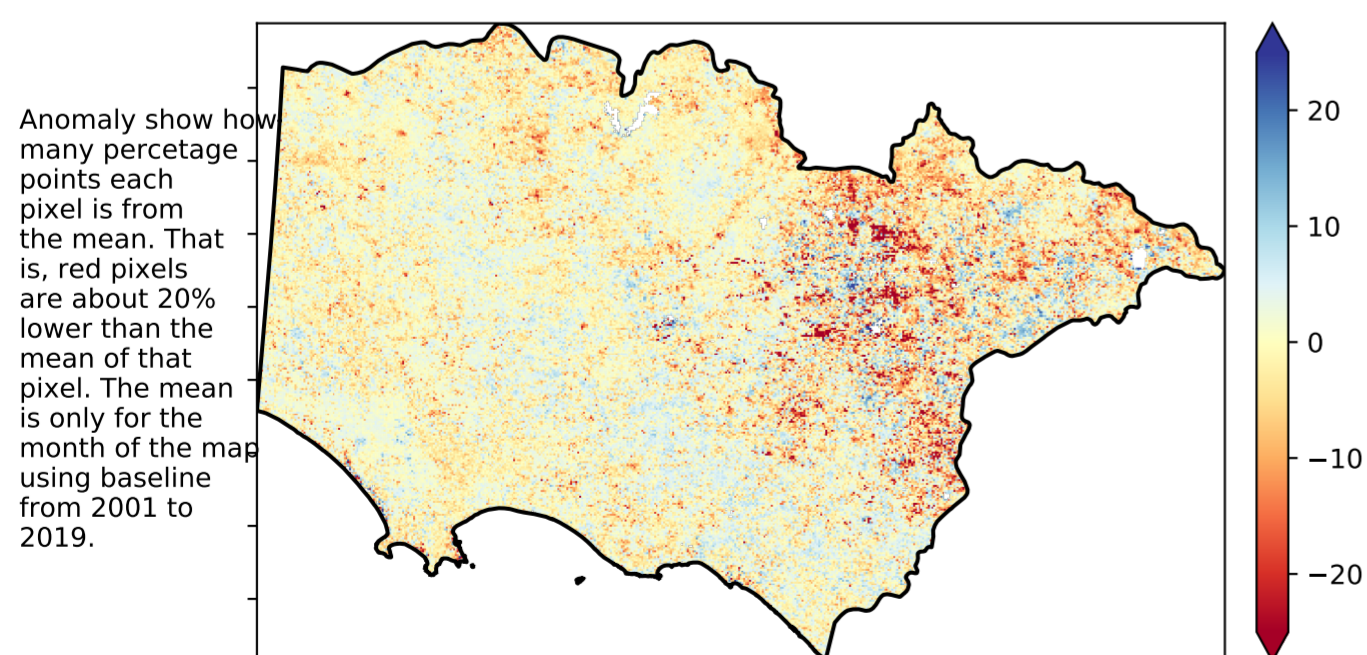 Anomaly show how
many percetage
points each
pixel is from
the mean. That
is, red pixels
are about 20%
lower than the
mean of that
pixel. The mean
is only for the
month of the map
using baseline
from 2001 to
2019.
20
10
0
−10
−20